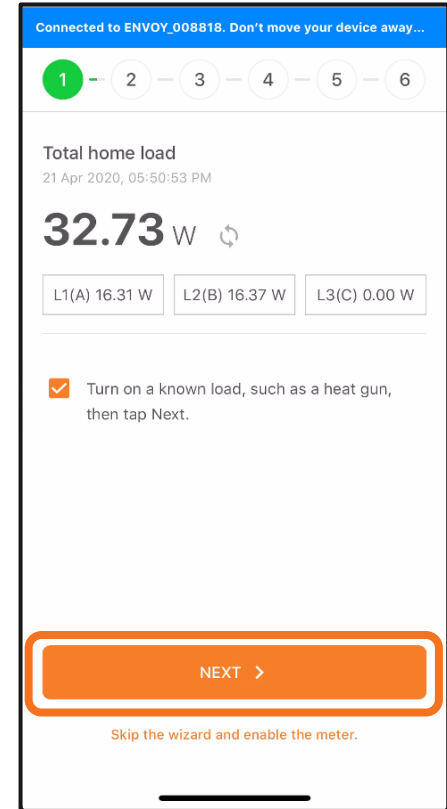 Connected to ENVOY_008818. Don't move your device away...
1 2 3 4 5 6
Total home load
21 Apr 2020, 05:50:53 PM
32.73 W
L1(A) 16.31 W L2(B) 16.37 W L3(C) 0.00 W
Turn on a known load, such as a heat gun,
then tap Next.
NEXT
Skip the wizard and enable the meter.